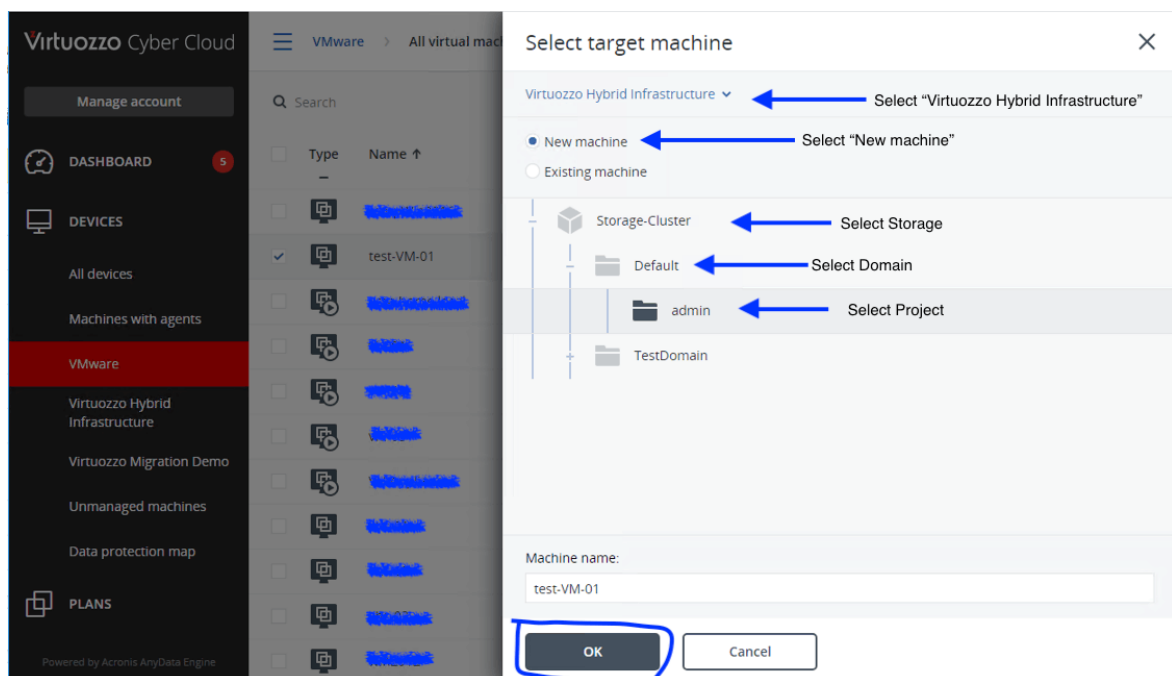 Virtuozzo Cyber Cloud
Manage account
DASHBOARD 5
DEVICES
All devices
Machines with agents
VMware
Virtuozzo Hybrid
Infrastructure
Virtuozzo Migration Demo
Unmanaged machines
Data protection map
PLANS
Powered by Acronis AnyData Engine
VMware > All virtual mac
Search
Type Name ↑
test-VM-01
Select target machine
Virtuozzo Hybrid Infrastructure
Select “Virtuozzo Hybrid Infrastructure”
New machine
Select “New machine”
Existing machine
Storage-Cluster
Select Storage
Default
Select Domain
admin
Select Project
TestDomain
Machine name:
test-VM-01
OK
Cancel